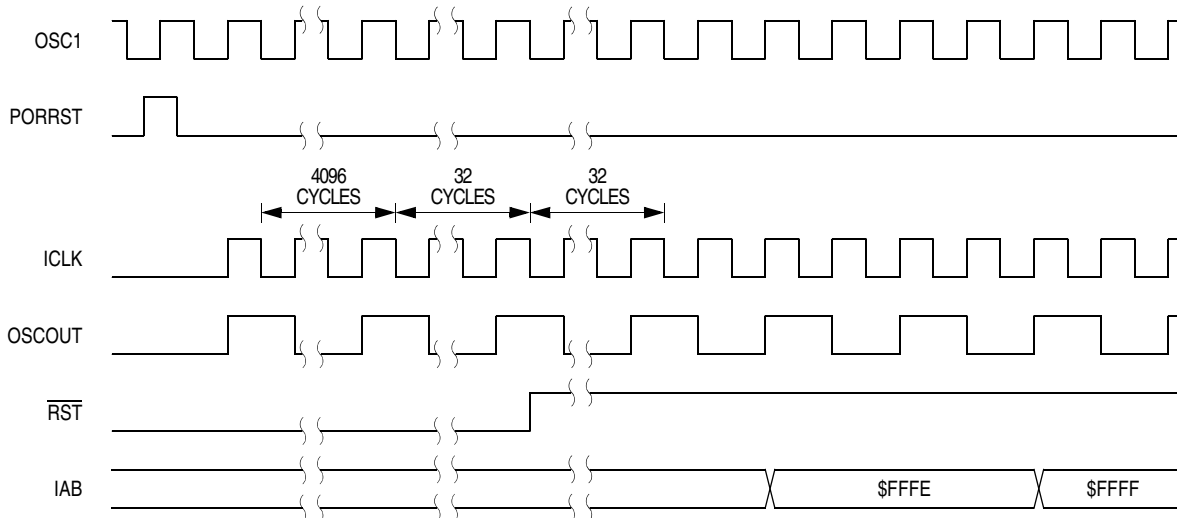 OSC1
PORRST
4096
CYCLES
32
CYCLES
32
CYCLES
ICLK
OSCOUT
RST
IAB
$FFFE
$FFFF